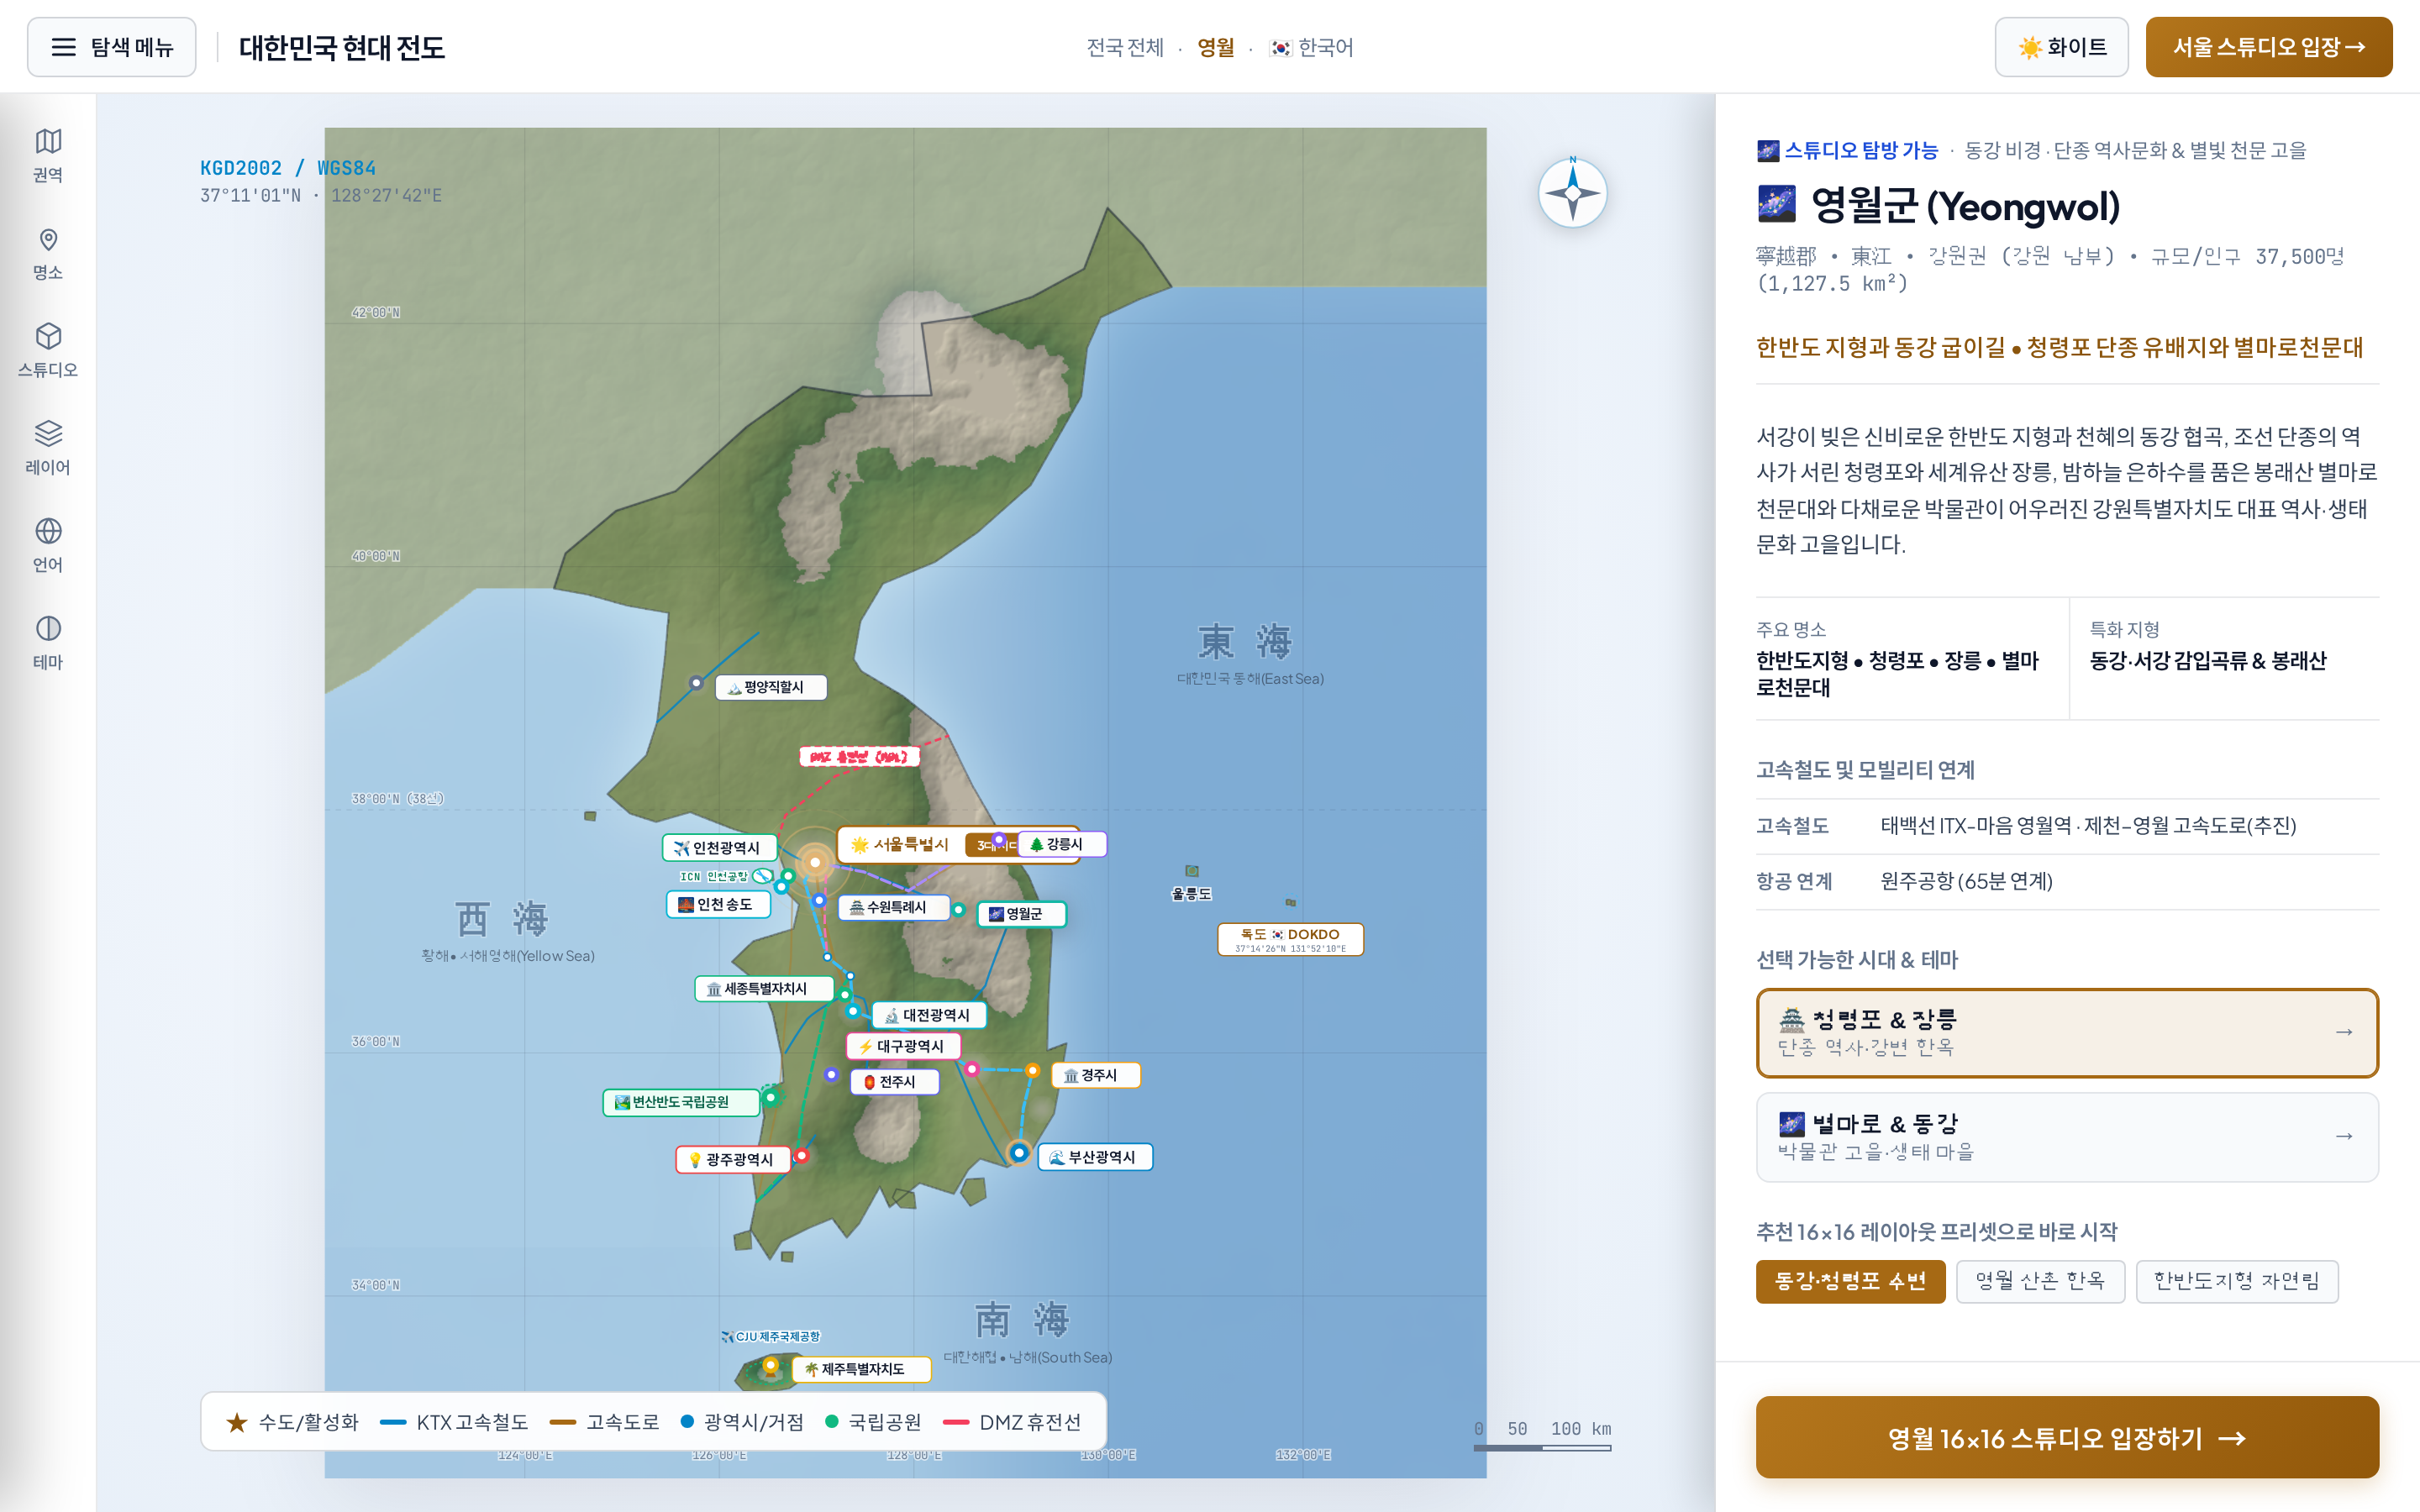 탐색 메뉴
대한민국 현대 전도
전국 전체 · 영월 · 🇰🇷 한국어
☀️ 화이트
서울 스튜디오 입장 →
권역
명소
스튜디오
레이어
언어
테마
KGD2002 / WGS84
37°11'01"N · 128°27'42"E
N
42°00'N
40°00'N
38°00'N (38선)
36°00'N
34°00'N
東 海
대한민국 동해(East Sea)
🏔️ 평양직할시
✈️ 인천광역시
🌟 서울특별시
🌲 강릉시
ICN 인천공항
🌉 인천 송도
🏯 수원특례시
🌌 영월군
울릉도
독도 🇰🇷 DOKDO
37°14'26"N 131°52'10"E
西 海
황해 • 서해영해(Yellow Sea)
🏛️ 세종특별자치시
🔬 대전광역시
⚡ 대구광역시
🏮 전주시
🏛️ 경주시
🏞️ 변산반도 국립공원
💡 광주광역시
🌊 부산광역시
南 海
대한해협 • 남해(South Sea)
✈️ CJU 제주국제공항
🌴 제주특별자치도
★ 수도/활성화
KTX 고속철도
고속도로
광역시/거점
국립공원
DMZ 휴전선
0 50 100 km
124°00'E
126°00'E
128°00'E
130°00'E
132°00'E
🌌 스튜디오 탐방 가능 · 동강 비경 · 단종 역사문화 & 별빛 천문 고을
🌌 영월군 (Yeongwol)
寧越郡 • 東江 • 강원권 (강원 남부) • 규모/인구 37,500명
(1,127.5 km²)
한반도 지형과 동강 굽이길 • 청령포 단종 유배지와 별마로천문대
서강이 빚은 신비로운 한반도 지형과 천혜의 동강 협곡, 조선 단종의 역
사가 서린 청령포와 세계유산 장릉, 밤하늘 은하수를 품은 봉래산 별마로
천문대와 다채로운 박물관이 어우러진 강원특별자치도 대표 역사·생태
문화 고을입니다.
주요 명소
한반도지형 • 청령포 • 장릉 • 별마
로천문대
특화 지형
동강·서강 감입곡류 & 봉래산
고속철도 및 모빌리티 연계
고속철도
태백선 ITX-마음 영월역 · 제천-영월 고속도로(추진)
항공 연계
원주공항 (65분 연계)
선택 가능한 시대 & 테마
🏯 청령포 & 장릉
단종 역사·강변 한옥
→
🌌 별마로 & 동강
박물관 고을·생태 마을
→
추천 16×16 레이아웃 프리셋으로 바로 시작
동강·청령포 수변
영월 산촌 한옥
한반도지형 자연림
영월 16×16 스튜디오 입장하기 →